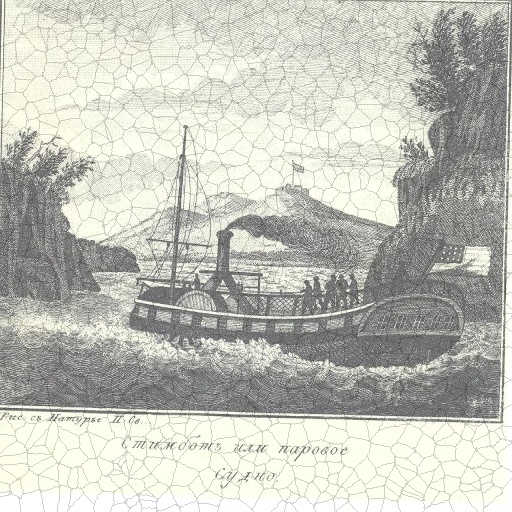 Рис. съ Натуры П. Св.
Стимботъ или паровое
Судно.